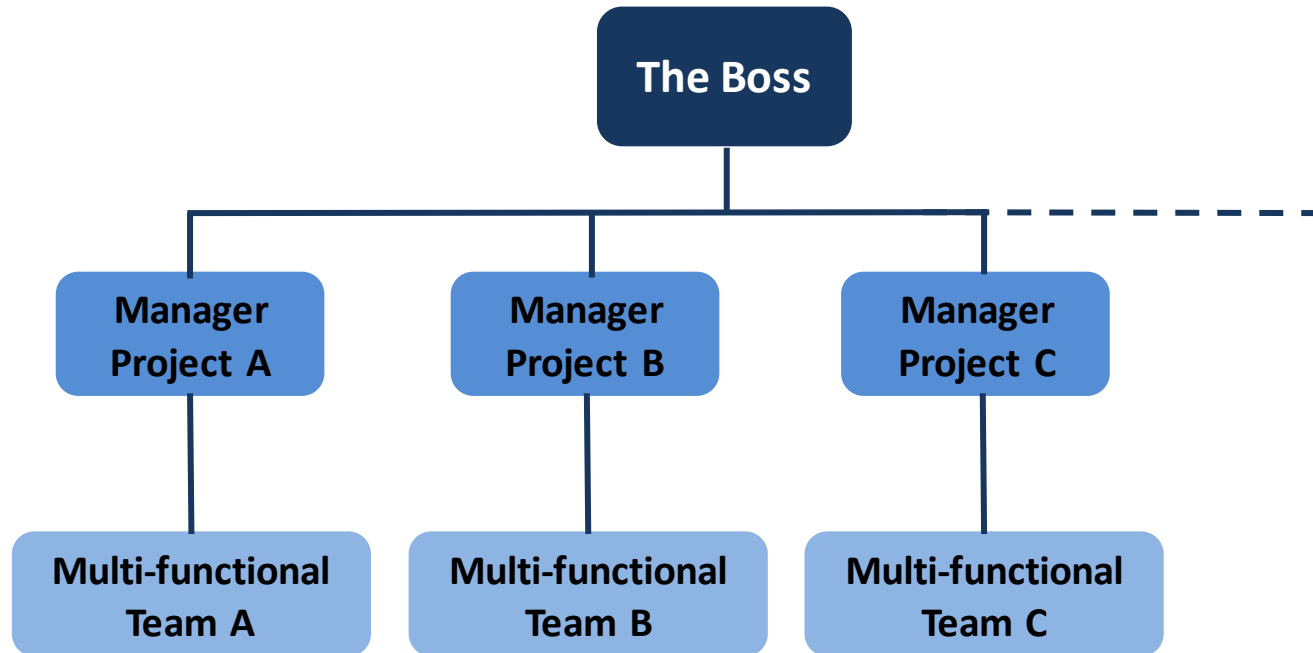 The Boss
Manager
Project A
Manager
Project B
Manager
Project C
Multi-functional
Team A
Multi-functional
Team B
Multi-functional
Team C